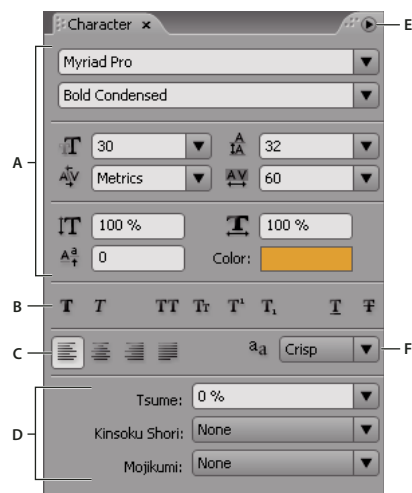 Character ×
E
Myriad Pro
Bold Condensed
A
30
32
Metrics
60
100 %
100 %
0
Color:
B
T T TT Tr T¹ T₁ T T
C
aa Crisp
F
D
Tsume: 0 %
Kinsoku Shori: None
Mojikumi: None